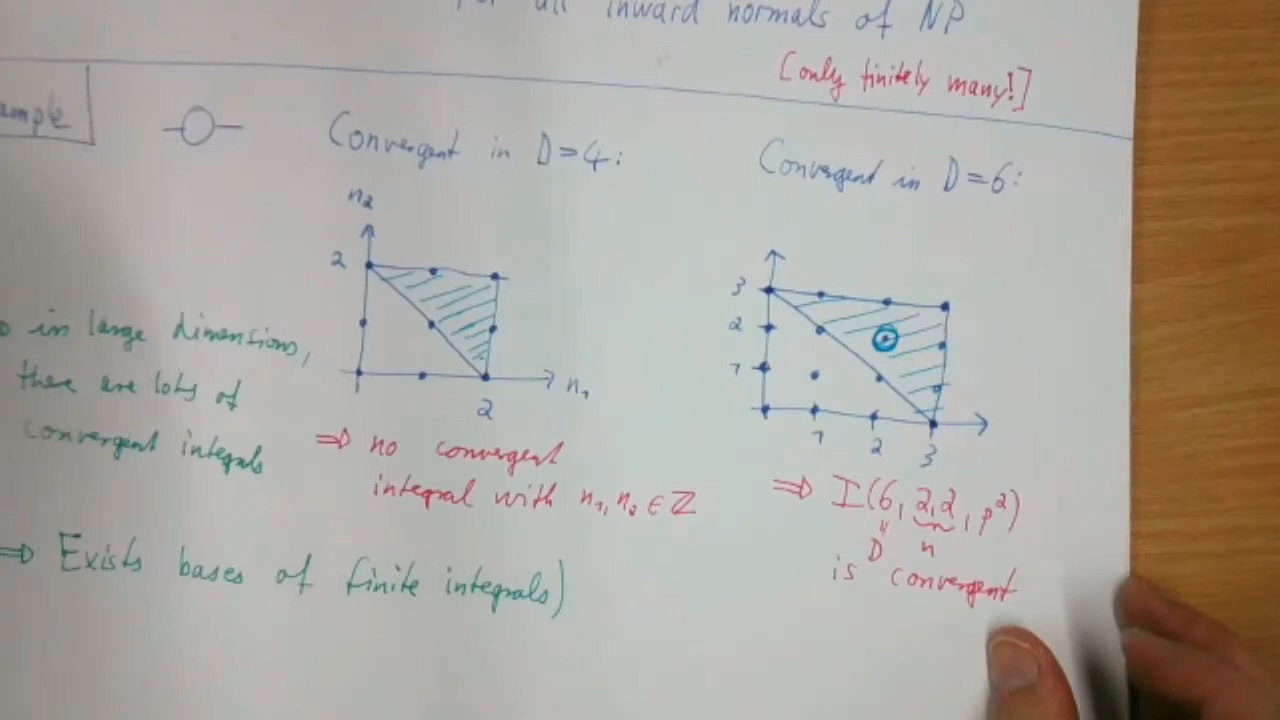 for all inward normals of NP
[only finitely many!]
ample
Convergent in D=4:
Convergent in D=6:
n₂
2
n₁
2
3
2
1
1
2
3
in large dimensions,
there are lots of
convergent integrals
⇒ no convergent
integral with n₁, n₂ ∈ ℤ
⇒ I(6, 2,2, p²)
D n
is convergent
⇒ Exists bases of finite integrals)